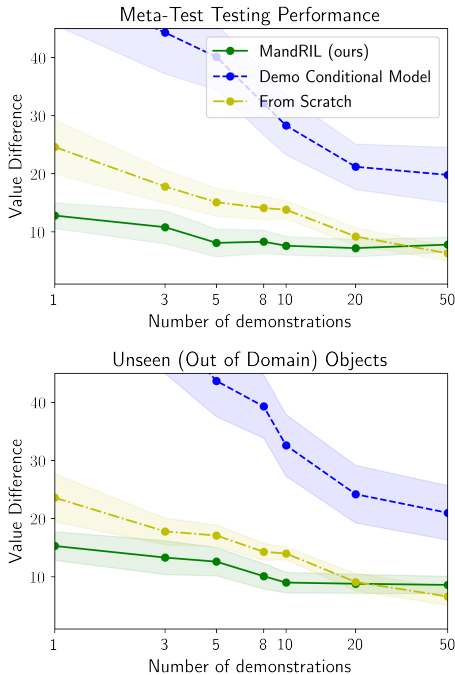 Meta-Test Testing Performance
40
30
20
10
Value Difference
MandRIL (ours)
Demo Conditional Model
From Scratch
1 3 5 8 10 20 50
Number of demonstrations
Unseen (Out of Domain) Objects
40
30
20
10
Value Difference
1 3 5 8 10 20 50
Number of demonstrations